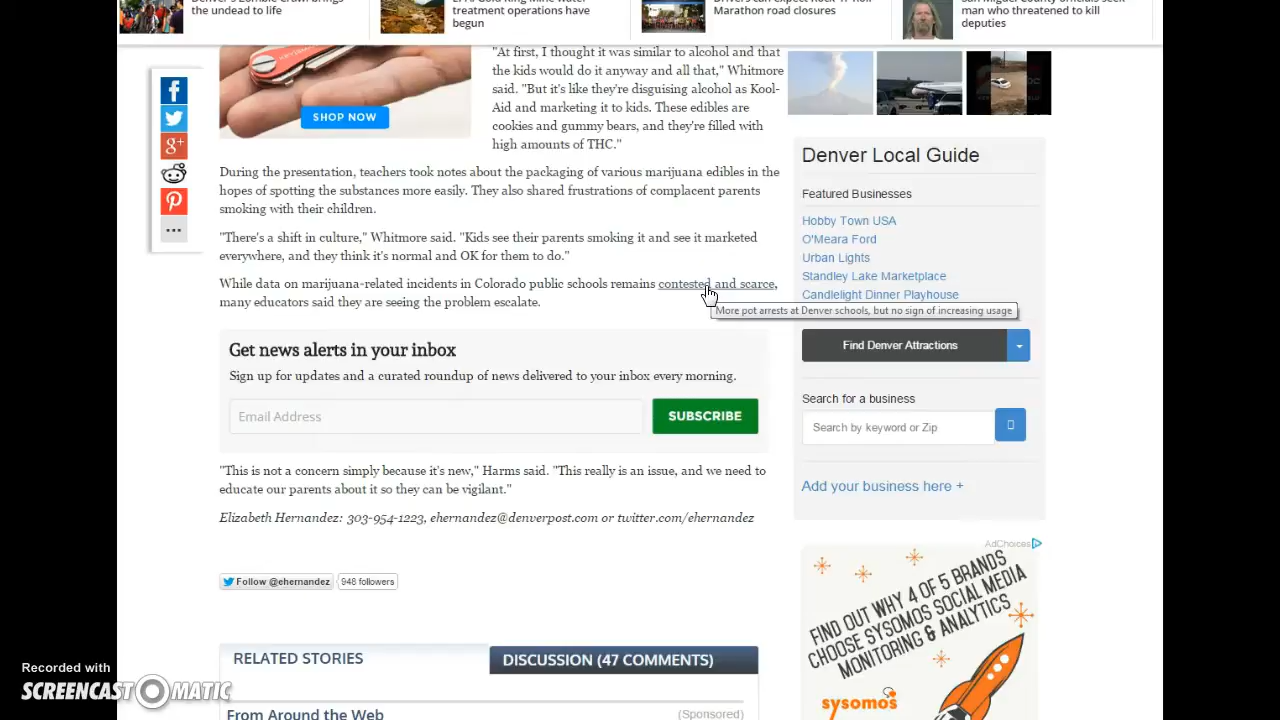 Denver's Zombie Crawl brings
the undead to life
treatment operations have
begun
Marathon road closures
man who threatened to kill
deputies
"At first, I thought it was similar to alcohol and that
the kids would do it anyway and all that," Whitmore
said. "But it's like they're disguising alcohol as Kool-
Aid and marketing it to kids. These edibles are
cookies and gummy bears, and they're filled with
high amounts of THC."
SHOP NOW
During the presentation, teachers took notes about the packaging of various marijuana edibles in the
hopes of spotting the substances more easily. They also shared frustrations of complacent parents
smoking with their children.
"There's a shift in culture," Whitmore said. "Kids see their parents smoking it and see it marketed
everywhere, and they think it's normal and OK for them to do."
While data on marijuana-related incidents in Colorado public schools remains contested and scarce,
many educators said they are seeing the problem escalate.
More pot arrests at Denver schools, but no sign of increasing usage
Get news alerts in your inbox
Sign up for updates and a curated roundup of news delivered to your inbox every morning.
Email Address
SUBSCRIBE
"This is not a concern simply because it's new," Harms said. "This really is an issue, and we need to
educate our parents about it so they can be vigilant."
Elizabeth Hernandez: 303-954-1223, ehernandez@denverpost.com or twitter.com/ehernandez
Follow @ehernandez
948 followers
RELATED STORIES
DISCUSSION (47 COMMENTS)
From Around the Web
(Sponsored)
Denver Local Guide
Featured Businesses
Hobby Town USA
O'Meara Ford
Urban Lights
Standley Lake Marketplace
Candlelight Dinner Playhouse
Find Denver Attractions
Search for a business
Search by keyword or Zip
Add your business here +
AdChoices
FIND OUT WHY 4 OF 5 BRANDS
CHOOSE SYSOMOS SOCIAL MEDIA
MONITORING & ANALYTICS
sysomos
Recorded with
SCREENCAST-O-MATIC